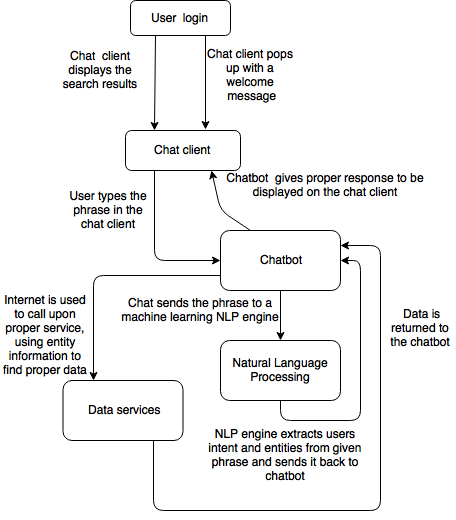 User  login
Chat  client
displays the
search results
Chat client pops
up with a
welcome
message
Chat client
Chatbot  gives proper response to be
displayed on the chat client
User types the
phrase in the
chat client
Chatbot
Internet is used
to call upon
proper service,
using entity
information to
find proper data
Chat sends the phrase to a
machine learning NLP engine
Data is
returned to
the chatbot
Natural Language
Processing
Data services
NLP engine extracts users
intent and entities from given
phrase and sends it back to
chatbot